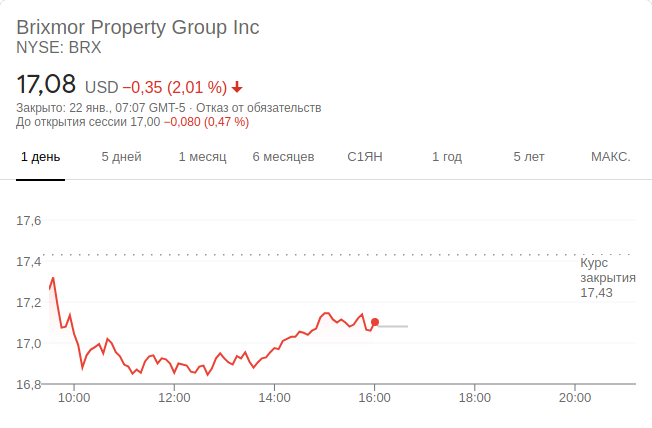 Brixmor Property Group Inc
NYSE: BRX
17,08 USD −0,35 (2,01 %)
Закрыто: 22 янв., 07:07 GMT-5 · Отказ от обязательств
До открытия сессии 17,00 −0,080 (0,47 %)
1 день 5 дней 1 месяц 6 месяцев С1ЯН 1 год 5 лет МАКС.
17,6
17,4
Курс
закрытия
17,43
17,2
17,0
16,8
10:00 12:00 14:00 16:00 18:00 20:00